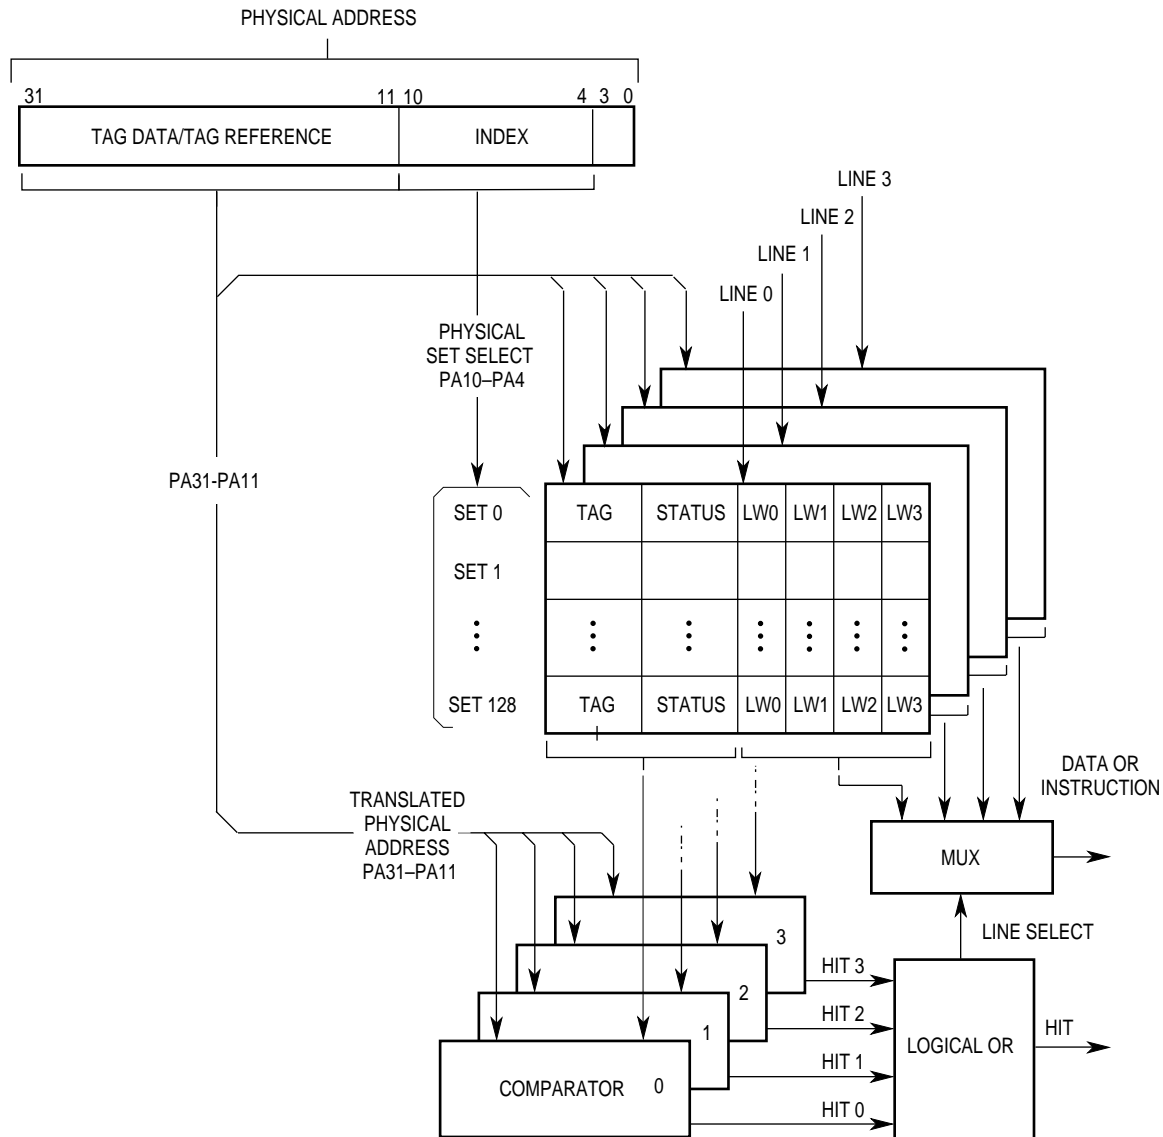 PHYSICAL ADDRESS
31 11 10 4 3 0
TAG DATA/TAG REFERENCE INDEX
LINE 3
LINE 2
LINE 1
LINE 0
PHYSICAL
SET SELECT
PA10–PA4
PA31-PA11
SET 0 TAG STATUS LW0 LW1 LW2 LW3
SET 1
SET 128 TAG STATUS LW0 LW1 LW2 LW3
DATA OR
INSTRUCTION
TRANSLATED
PHYSICAL
ADDRESS
PA31–PA11
MUX
LINE SELECT
3
HIT 3
2
HIT 2
1
LOGICAL OR
HIT
HIT 1
COMPARATOR 0
HIT 0